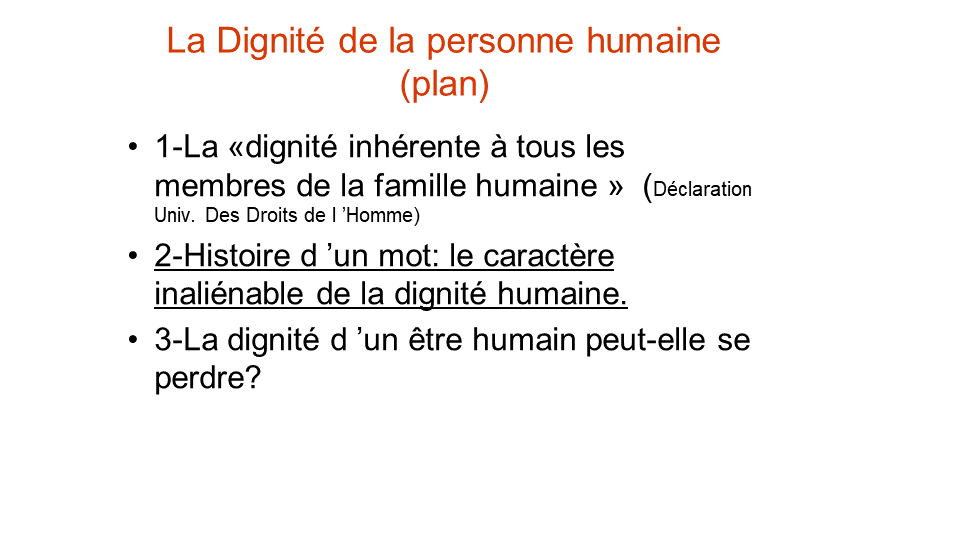 La Dignité de la personne humaine
(plan)
• 1-La «dignité inhérente à tous les
membres de la famille humaine »  (Déclaration
Univ.  Des Droits de l ’Homme)
• 2-Histoire d ’un mot: le caractère
inaliénable de la dignité humaine.
• 3-La dignité d ’un être humain peut-elle se
perdre?